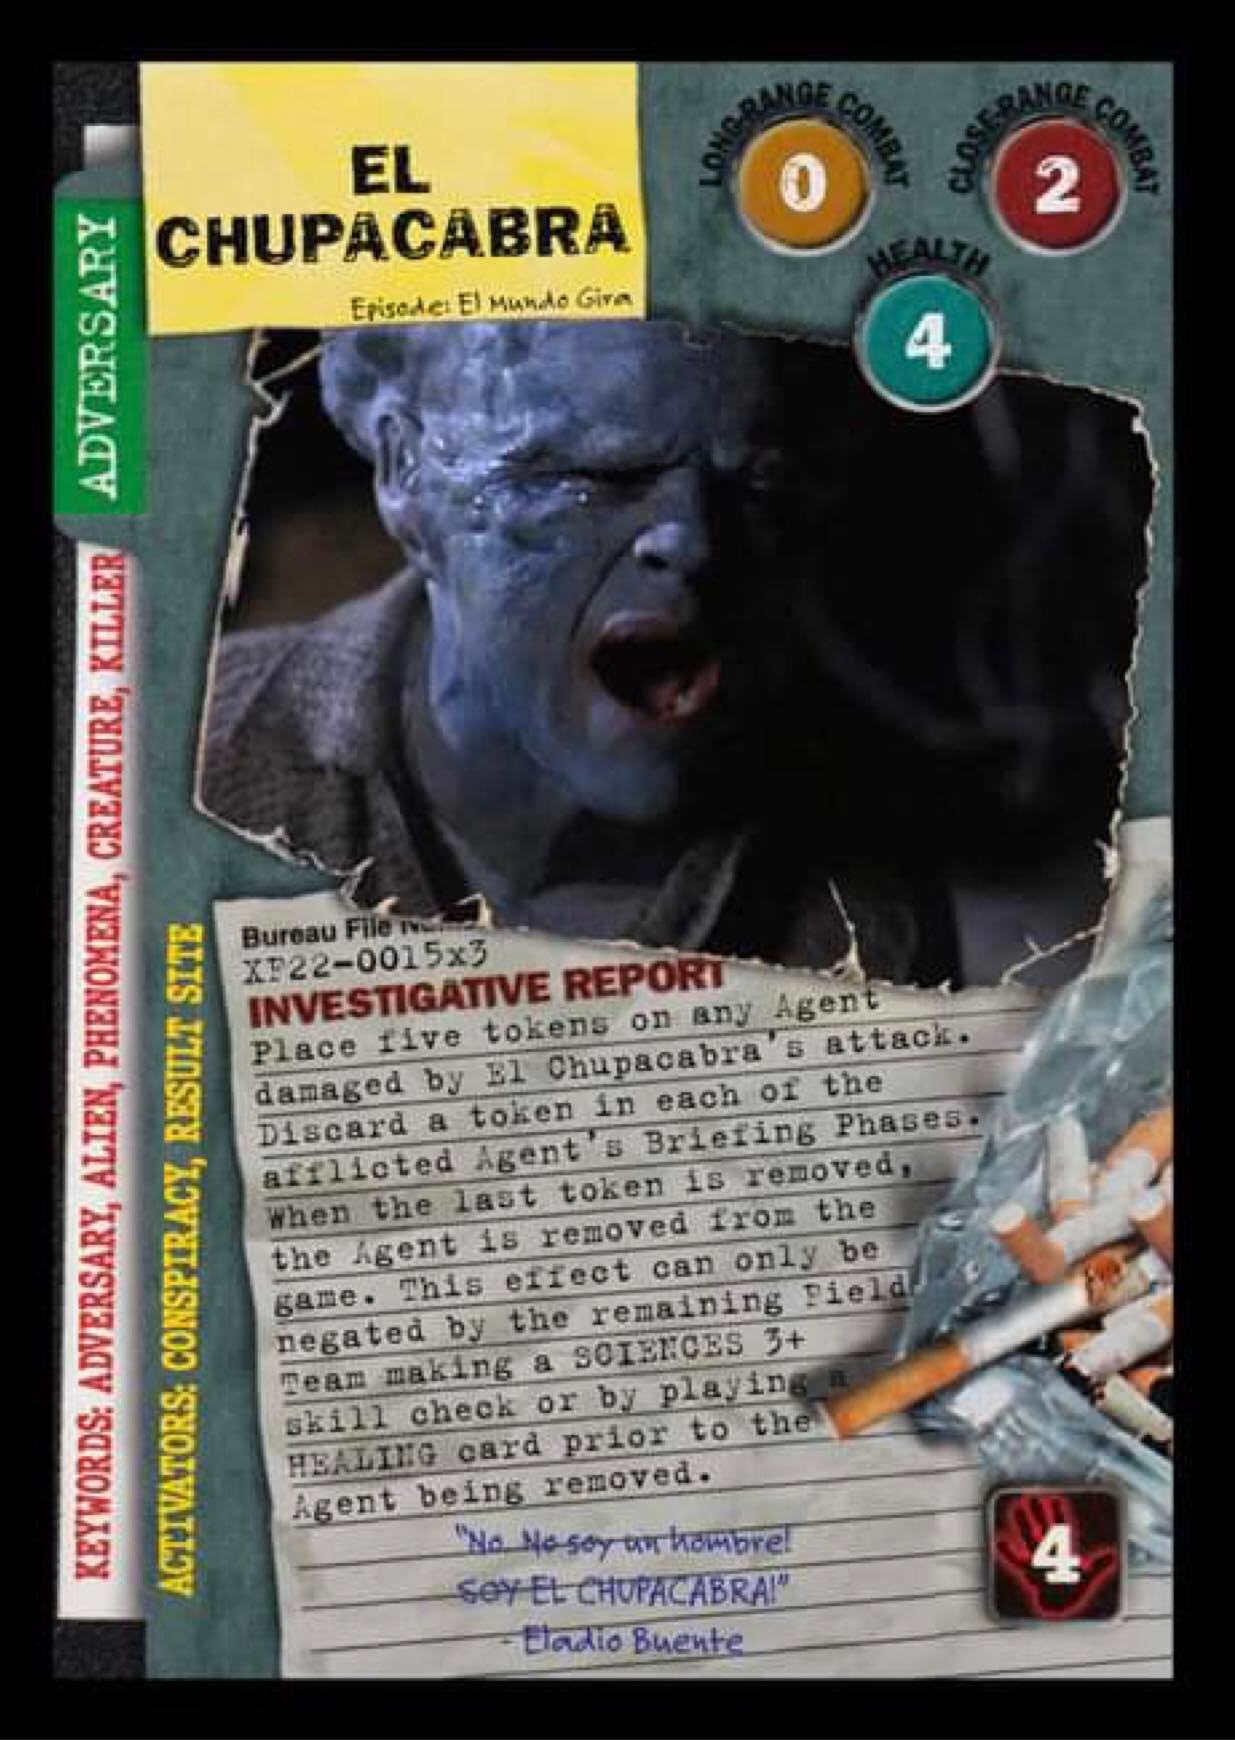 EL
CHUPACABRA
Episode: El Mundo Gira
LONG-RANGE COMBAT
0
CLOSE-RANGE COMBAT
2
HEALTH
4
ADVERSARY
KEYWORDS: ADVERSARY, ALIEN, PHENOMENA, CREATURE, KILLER
ACTIVATORS: CONSPIRACY, RESULT SITE
Bureau File
XF22-0015x3
INVESTIGATIVE REPORT
Place five tokens on any Agent
damaged by El Chupacabra's attack.
Discard a token in each of the
afflicted Agent's Briefing Phases.
When the last token is removed,
the Agent is removed from the
game. This effect can only be
negated by the remaining Field
Team making a SCIENCES 3+
skill check or by playing a
HEALING card prior to the
Agent being removed.
"No. No soy un hombre!
SOY EL CHUPACABRA!"
- Eladio Buente
4